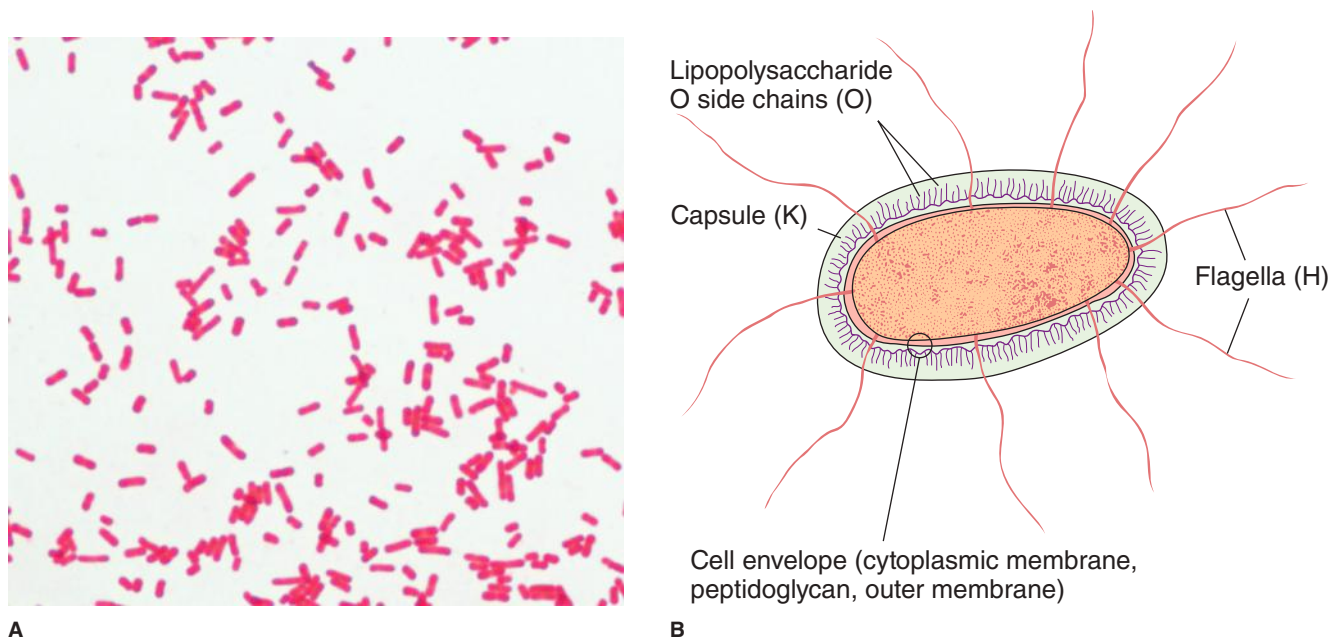 Lipopolysaccharide
O side chains (O)
Capsule (K)
Flagella (H)
Cell envelope (cytoplasmic membrane,
peptidoglycan, outer membrane)
A
B